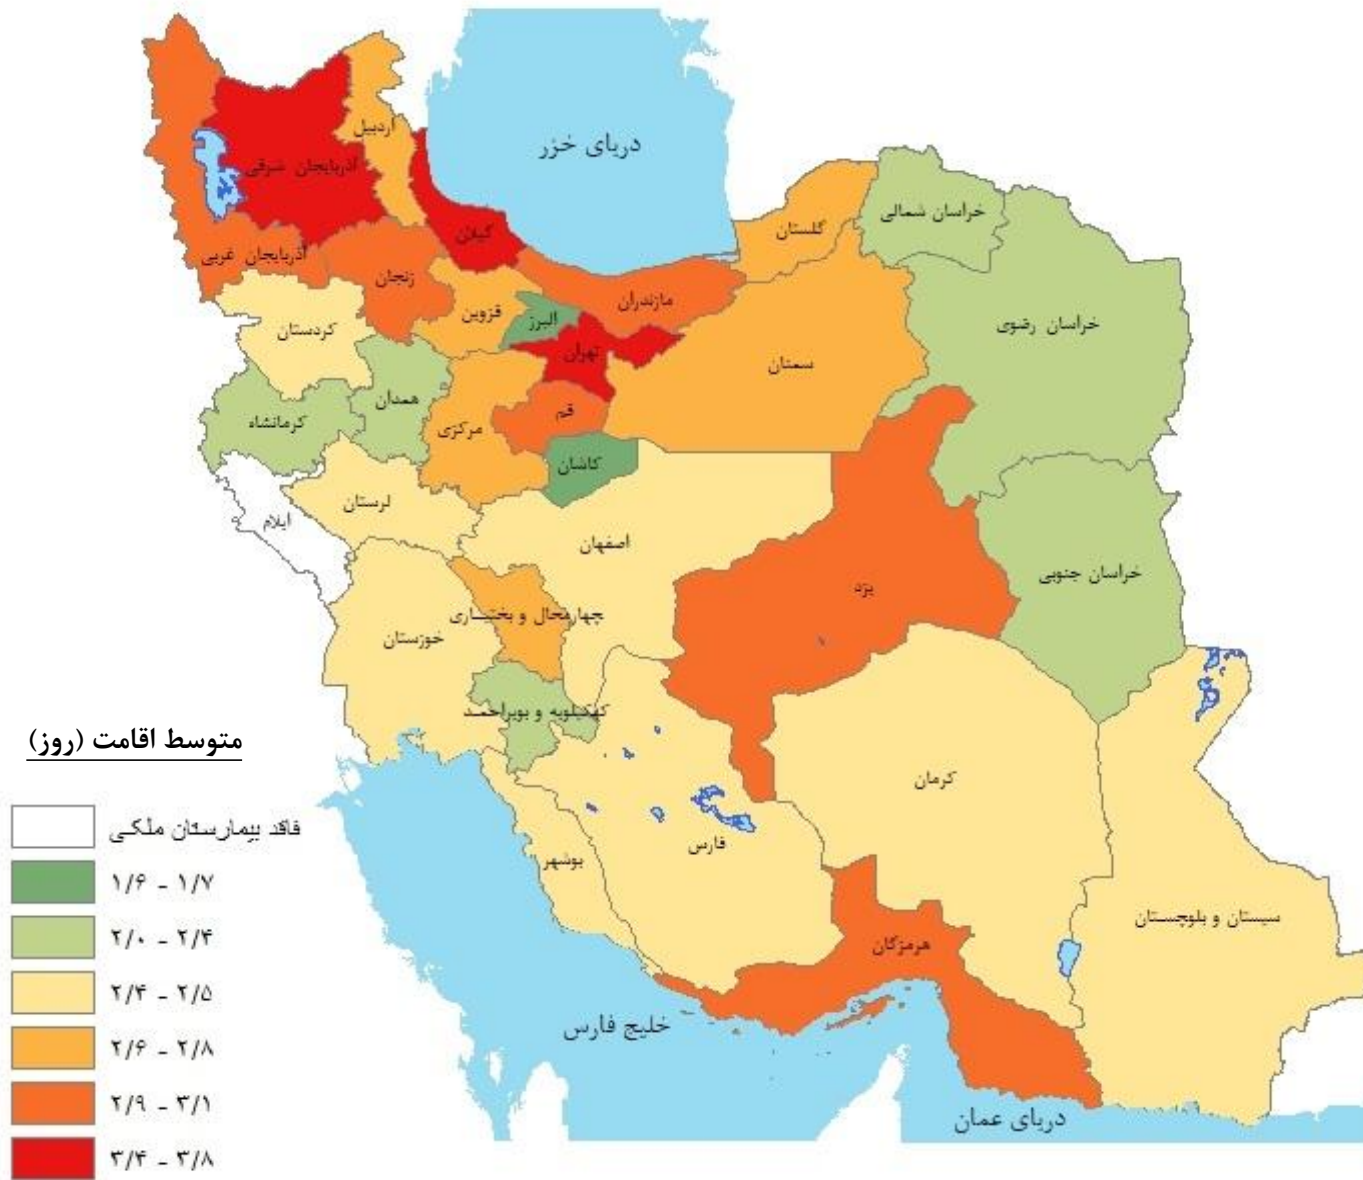 دریای خزر
اردبیل
آذربایجان شرقی
گیلان
آذربایجان غربی
زنجان
مازندران
گلستان
خراسان شمالی
خراسان رضوی
قزوین
البرز
تهران
سمنان
کردستان
همدان
کرمانشاه
مرکزی
قم
کاشان
لرستان
ایلام
اصفهان
یزد
خراسان جنوبی
چهارمحال و بختیاری
خوزستان
کهکیلویه و بویراحمد
کرمان
فارس
بوشهر
سیستان و بلوچستان
هرمزگان
خلیج فارس
دریای عمان
متوسط اقامت (روز)
فاقد بیمارستان ملکی
۱/۶ - ۱/۷
۲/۰ - ۲/۴
۲/۴ - ۲/۵
۲/۶ - ۲/۸
۲/۹ - ۳/۱
۳/۴ - ۳/۸